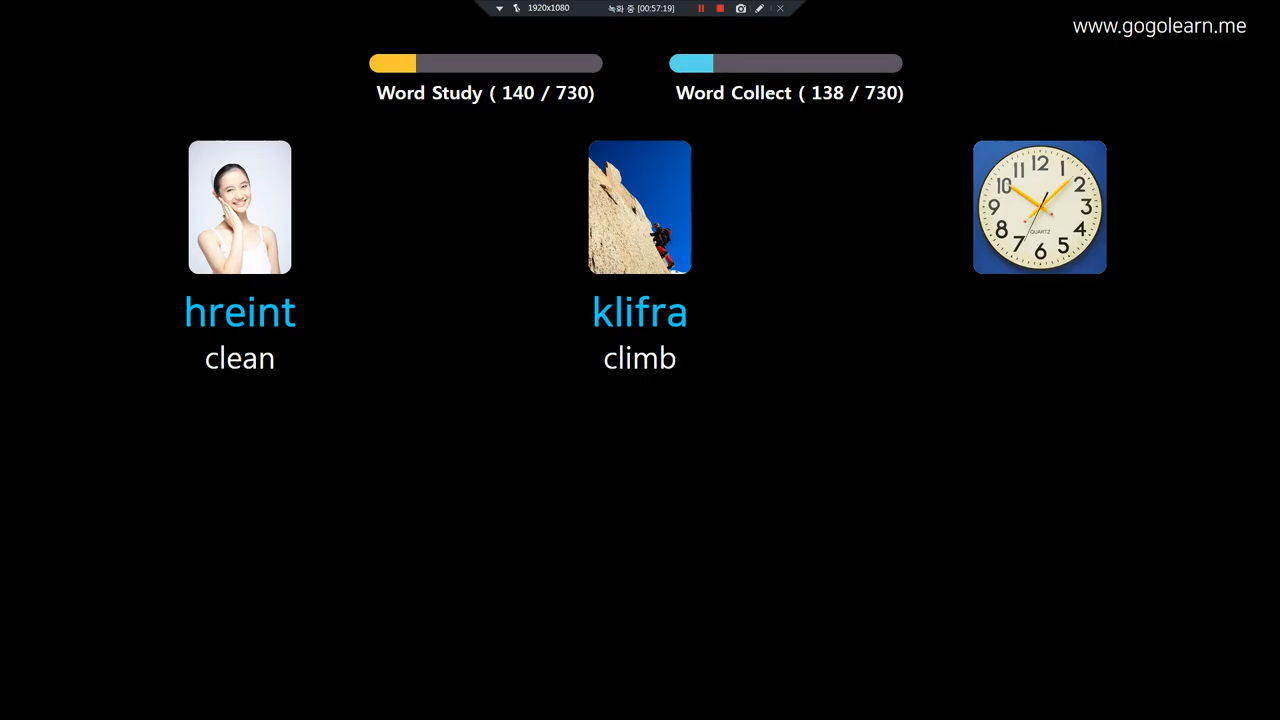 1920x1080 녹화 중 [00:57:19]
www.gogolearn.me
Word Study ( 140 / 730)
Word Collect ( 138 / 730)
12
11 1
10 2
9 3
8 4
7 5
6
QUARTZ
hreint
clean
klifra
climb